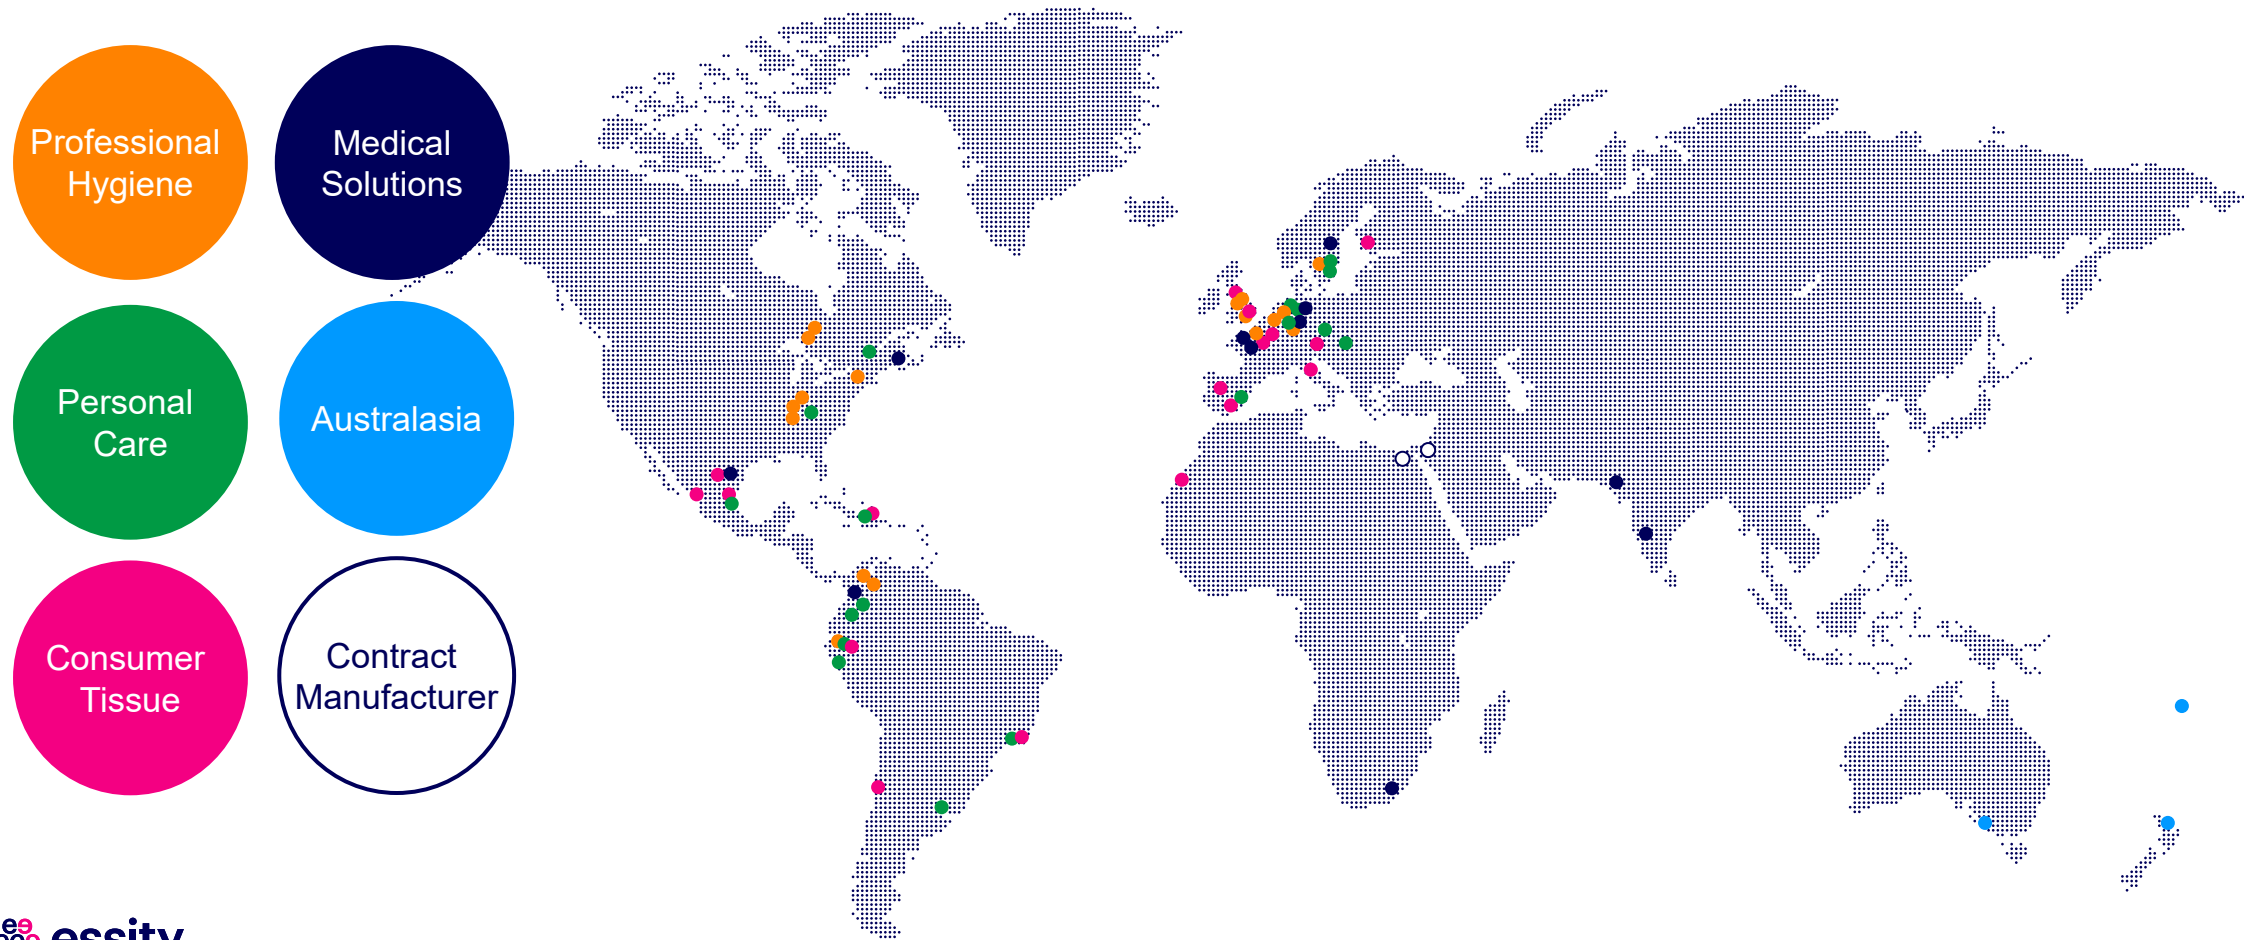 Professional
Hygiene
Medical
Solutions
Personal
Care
Australasia
Consumer
Tissue
Contract
Manufacturer
essity